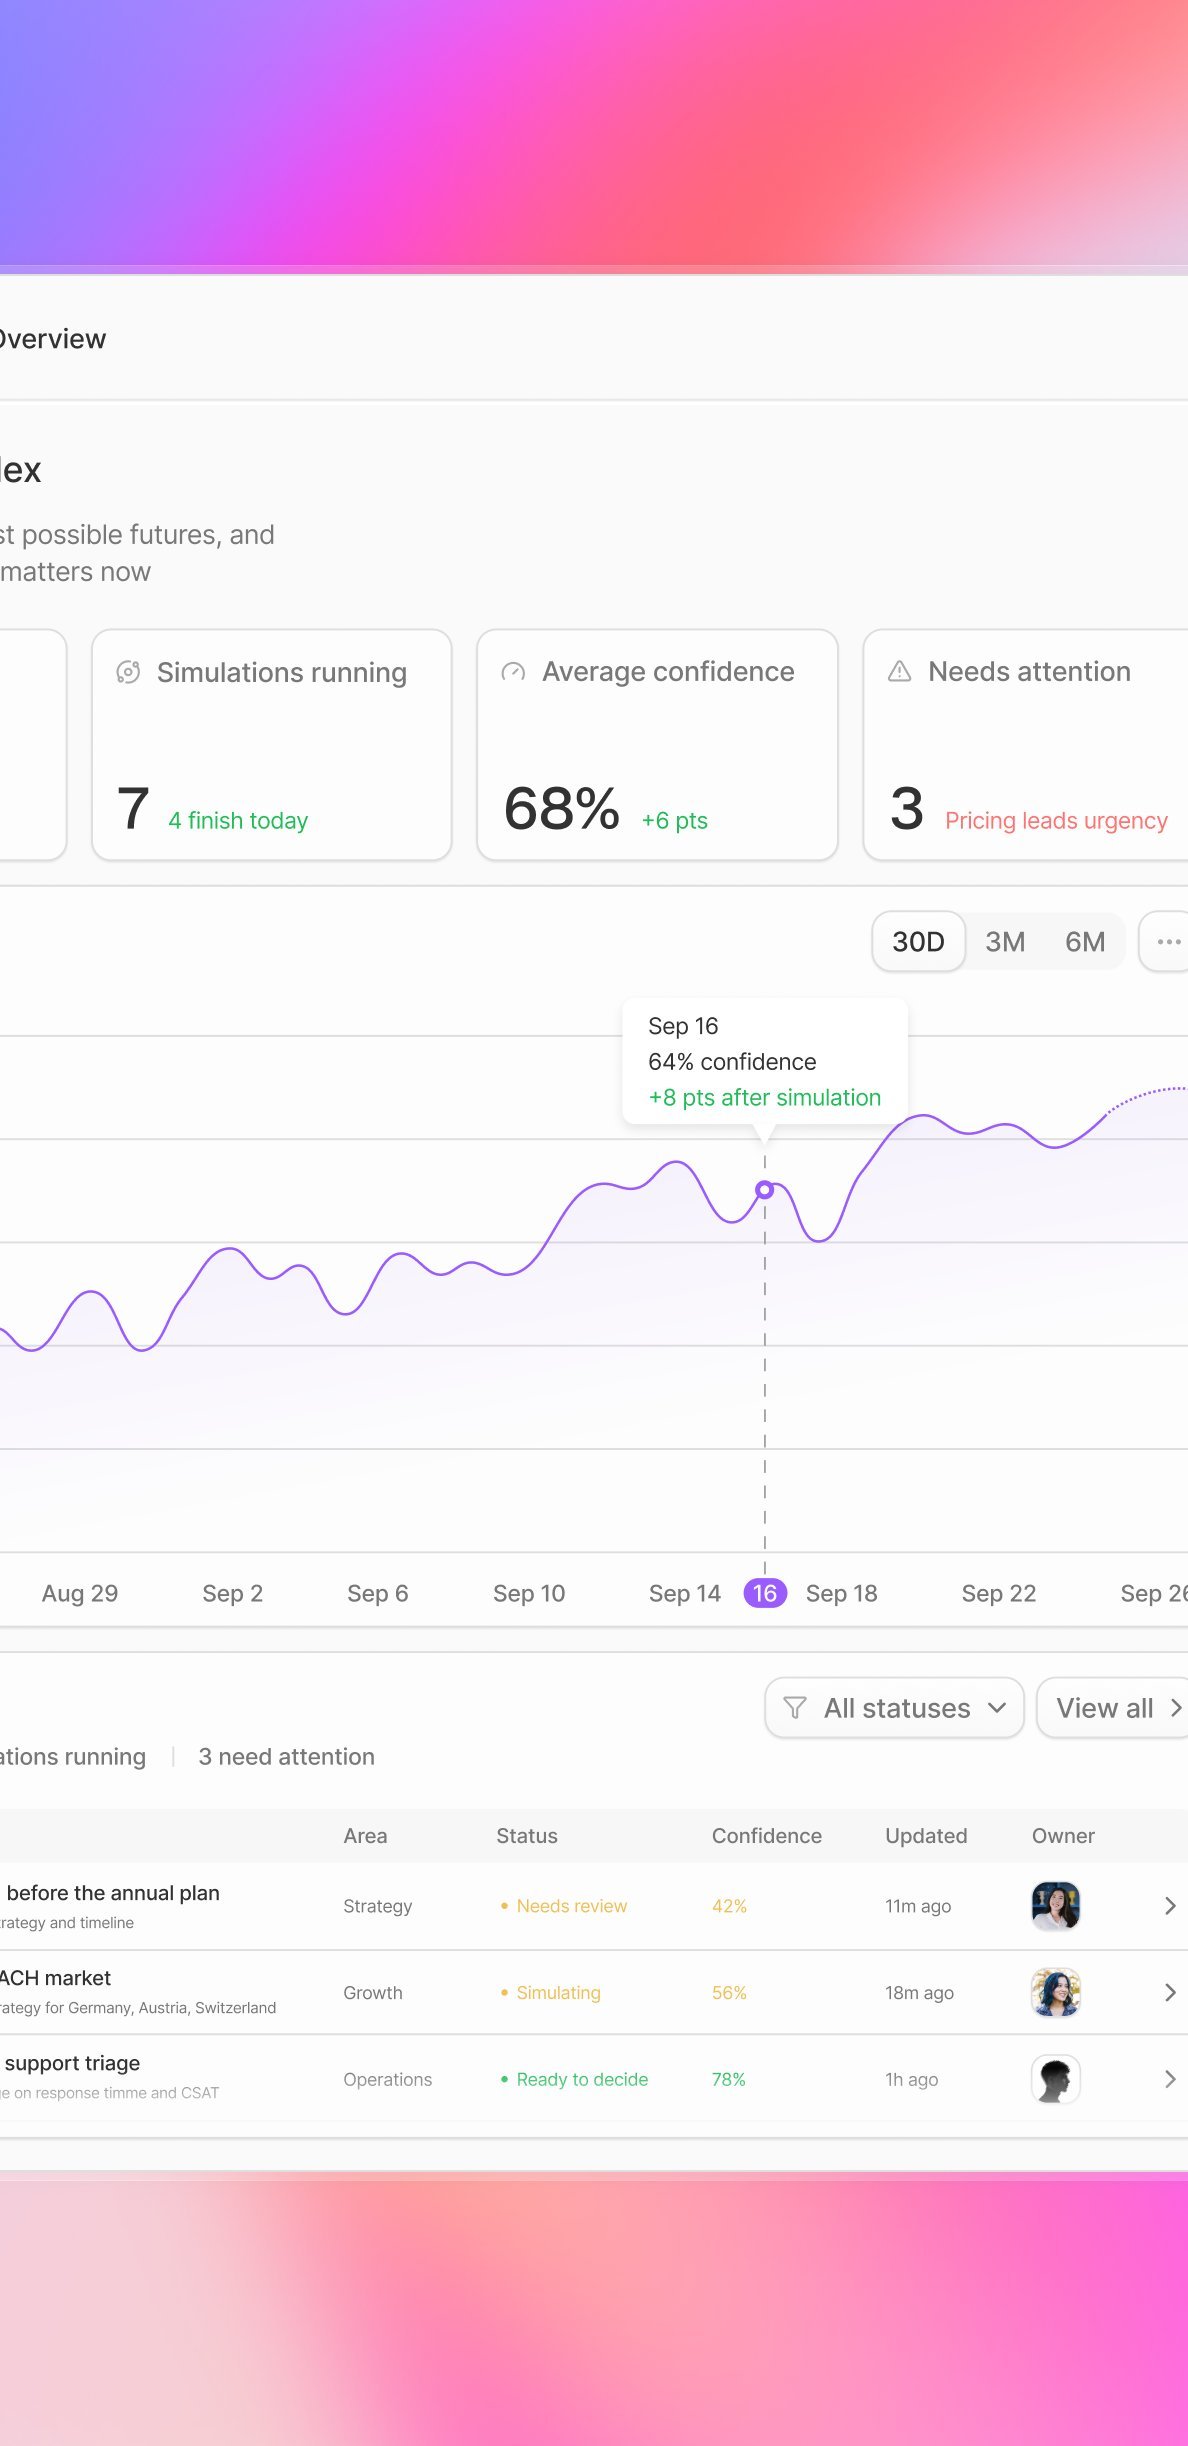 Overview
lex
st possible futures, and
matters now
Simulations running
Average confidence
Needs attention
7 4 finish today
68% +6 pts
3 Pricing leads urgency
30D 3M 6M
Sep 16
64% confidence
+8 pts after simulation
Aug 29 Sep 2 Sep 6 Sep 10 Sep 14 16 Sep 18 Sep 22 Sep 26
All statuses View all
ations running 3 need attention
Area Status Confidence Updated Owner
before the annual plan
rategy and timeline
Strategy Needs review 42% 11m ago
ACH market
rategy for Germany, Austria, Switzerland
Growth Simulating 56% 18m ago
support triage
ge on response timme and CSAT
Operations Ready to decide 78% 1h ago